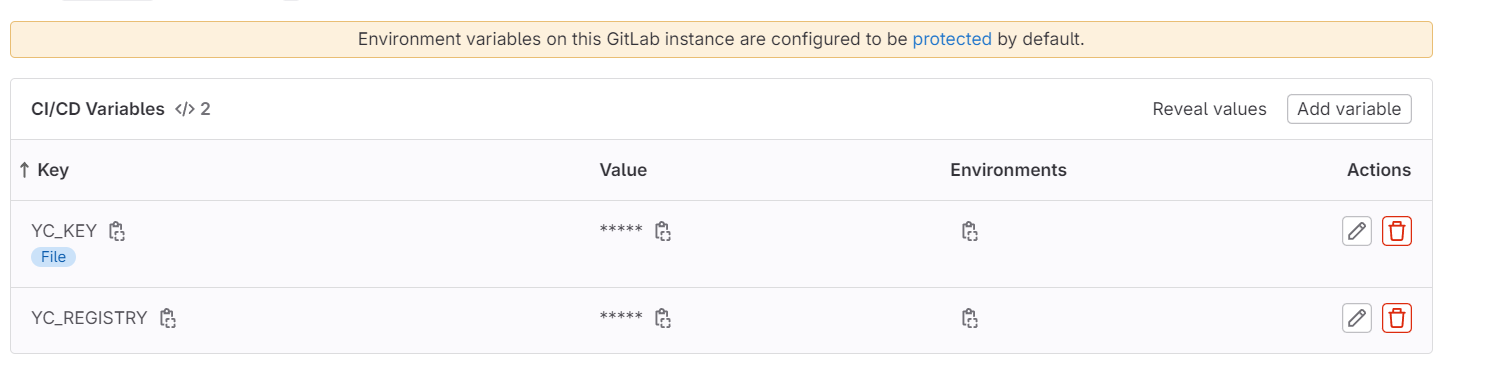 Environment variables on this GitLab instance are configured to be protected by default.
CI/CD Variables </> 2
Reveal values
Add variable
↑ Key
Value
Environments
Actions
YC_KEY
*****
File
YC_REGISTRY
*****